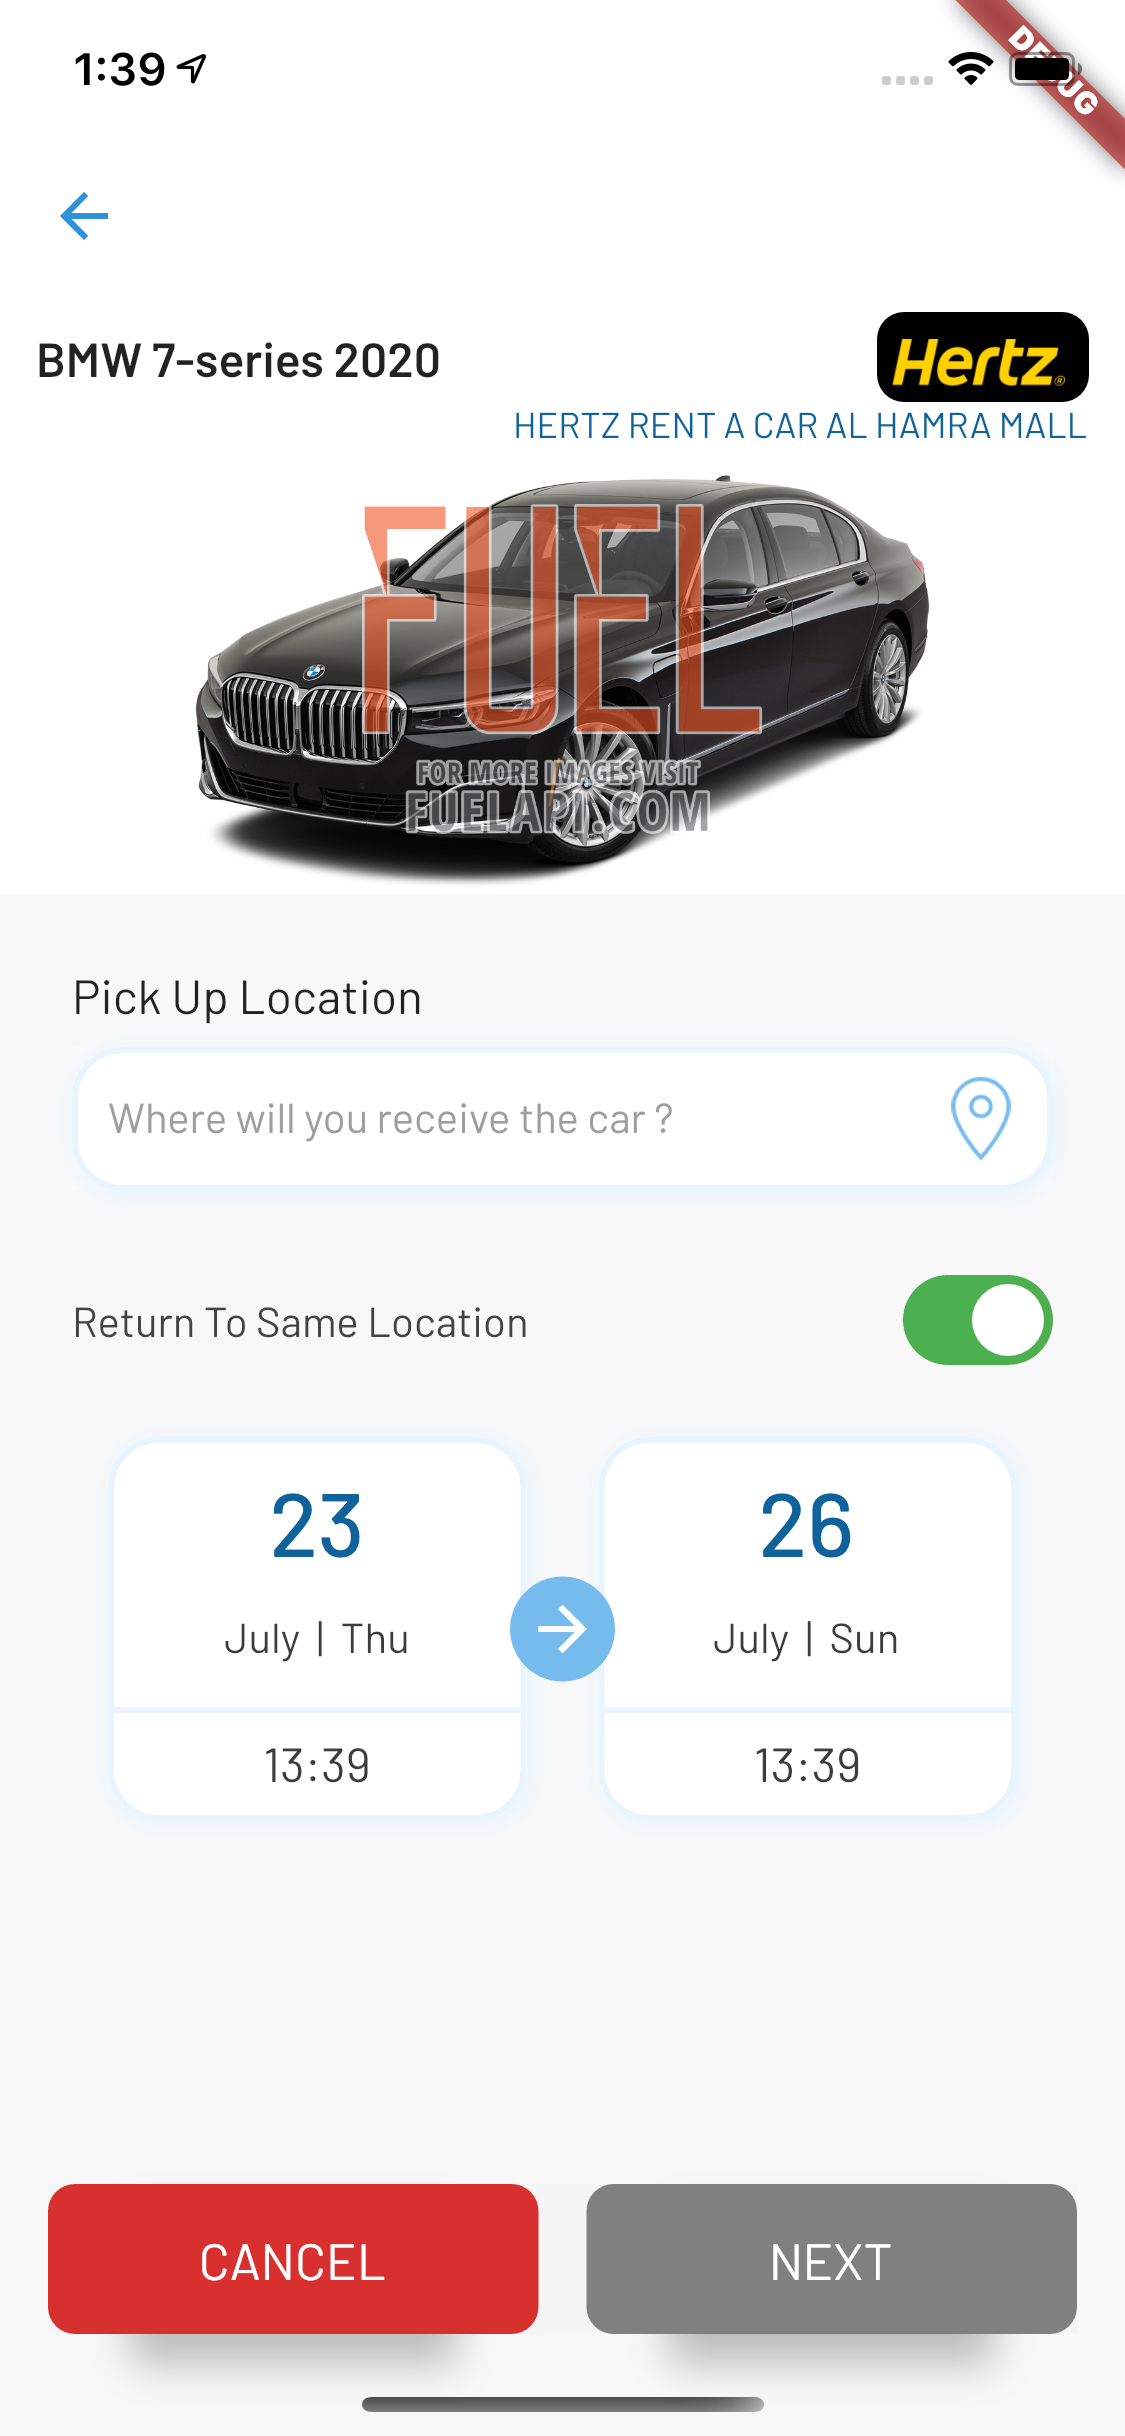 1:39
DEBUG
BMW 7-series 2020
Hertz®
HERTZ RENT A CAR AL HAMRA MALL
FUEL
FOR MORE IMAGES VISIT
FUELAPI.COM
Pick Up Location
Where will you receive the car ?
Return To Same Location
23
July | Thu
13:39
26
July | Sun
13:39
CANCEL
NEXT